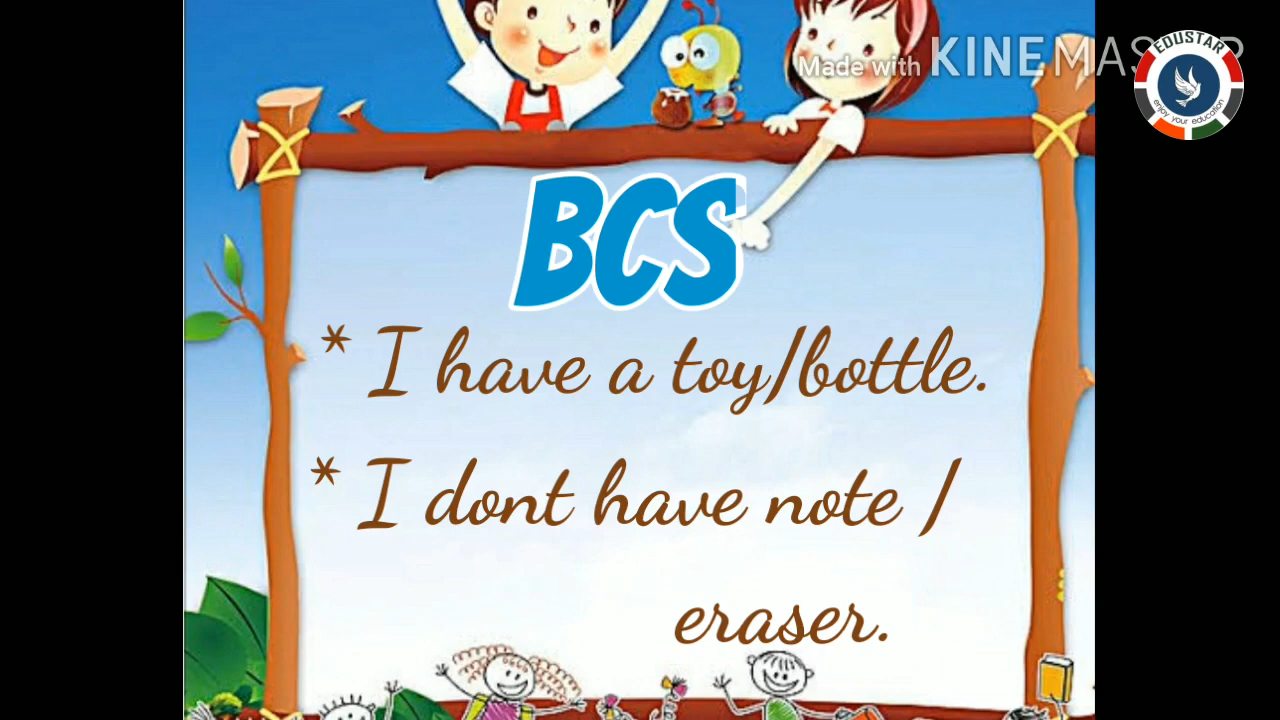 Made with KINEMASTER
EDUSTAR
enjoy your education
BCS
* I have a toy/bottle.
* I dont have note /
eraser.